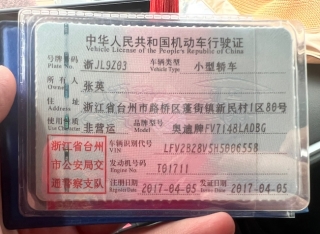 中华人民共和国机动车行驶证
Vehicle License of the People's Republic of China
号牌号码 浙JL9Z03 车辆类型 小型轿车
Plate No. Vehicle Type
所有人 张英
Owner
住址 浙江省台州市路桥区蓬街镇新民村1区80号
Address
使用性质 非营运 品牌型号 奥迪牌FV7148LADBG
Use Character Model
浙江省台州 车辆识别代号
VIN
市公安局交 发动机号码 T01711
Engine No.
通警察支队 注册日期 2017-04-05 发证日期 2017-04-05
Register Date Issue Date